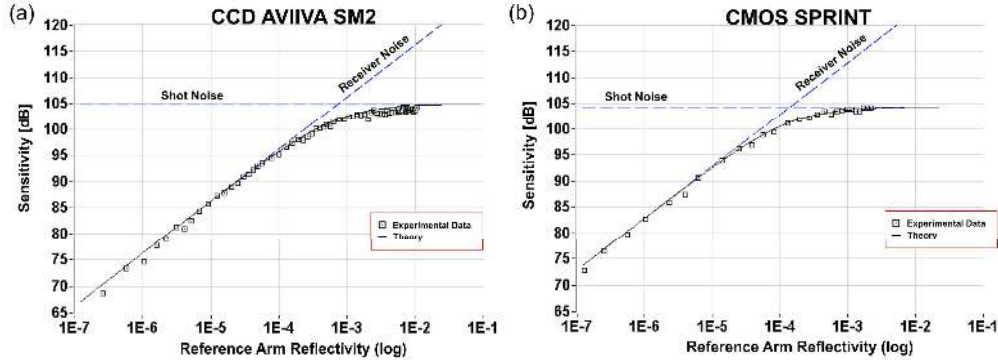 (a)
CCD AVIIVA SM2
120
115
110
105
100
95
90
85
80
75
70
65
Sensitivity [dB]
Shot Noise
Receiver Noise
Experimental Data
Theory
1E-7
1E-6
1E-5
1E-4
1E-3
1E-2
1E-1
Reference Arm Reflectivity (log)
(b)
CMOS SPRINT
120
115
110
105
100
95
90
85
80
75
70
65
Sensitivity [dB]
Shot Noise
Receiver Noise
Experimental Data
Theory
1E-7
1E-6
1E-5
1E-4
1E-3
1E-2
1E-1
Reference Arm Reflectivity (log)